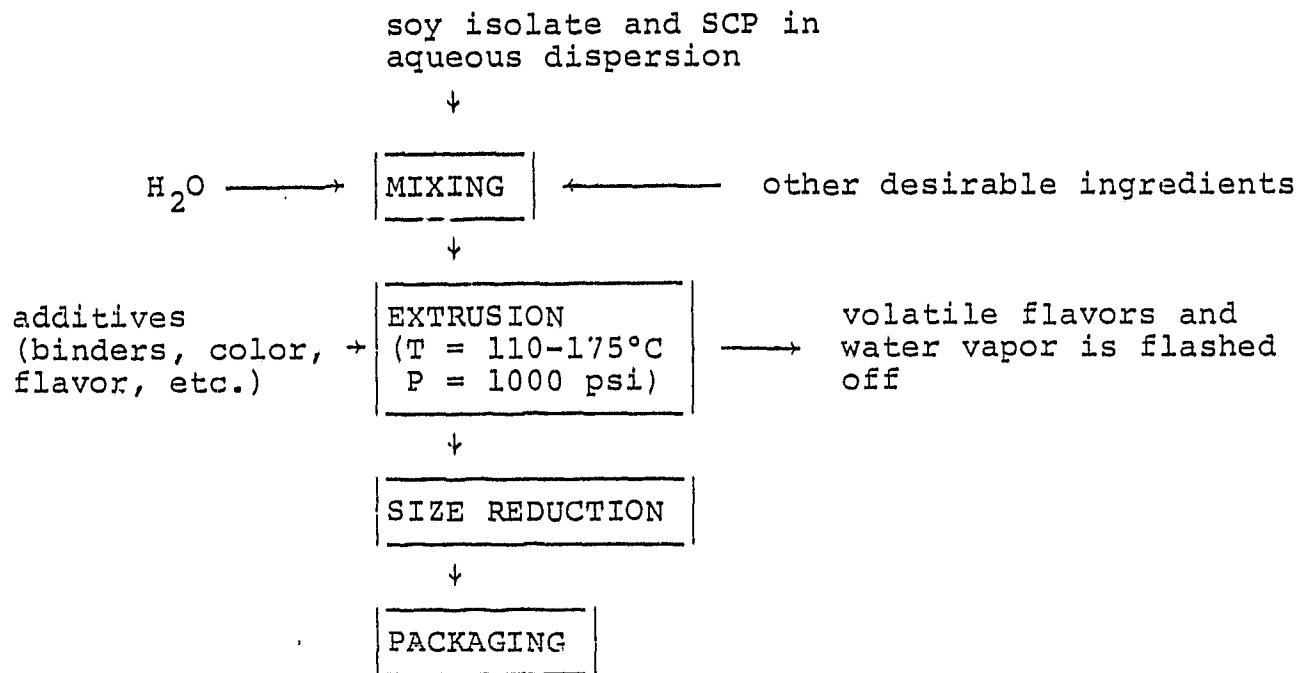 soy isolate and SCP in
aqueous dispersion
↓
H₂O → MIXING ← other desirable ingredients
↓
additives
(binders, color,
flavor, etc.) →
EXTRUSION
(T = 110-175°C
P = 1000 psi)
→ volatile flavors and
water vapor is flashed
off
↓
SIZE REDUCTION
↓
PACKAGING